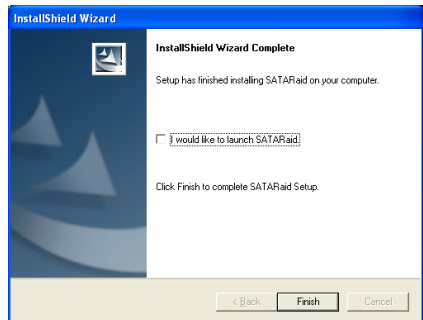 InstallShield Wizard
InstallShield Wizard Complete
Setup has finished installing SATARaid on your computer.
I would like to launch SATARaid.
Click Finish to complete SATARaid Setup.
< Back
Finish
Cancel